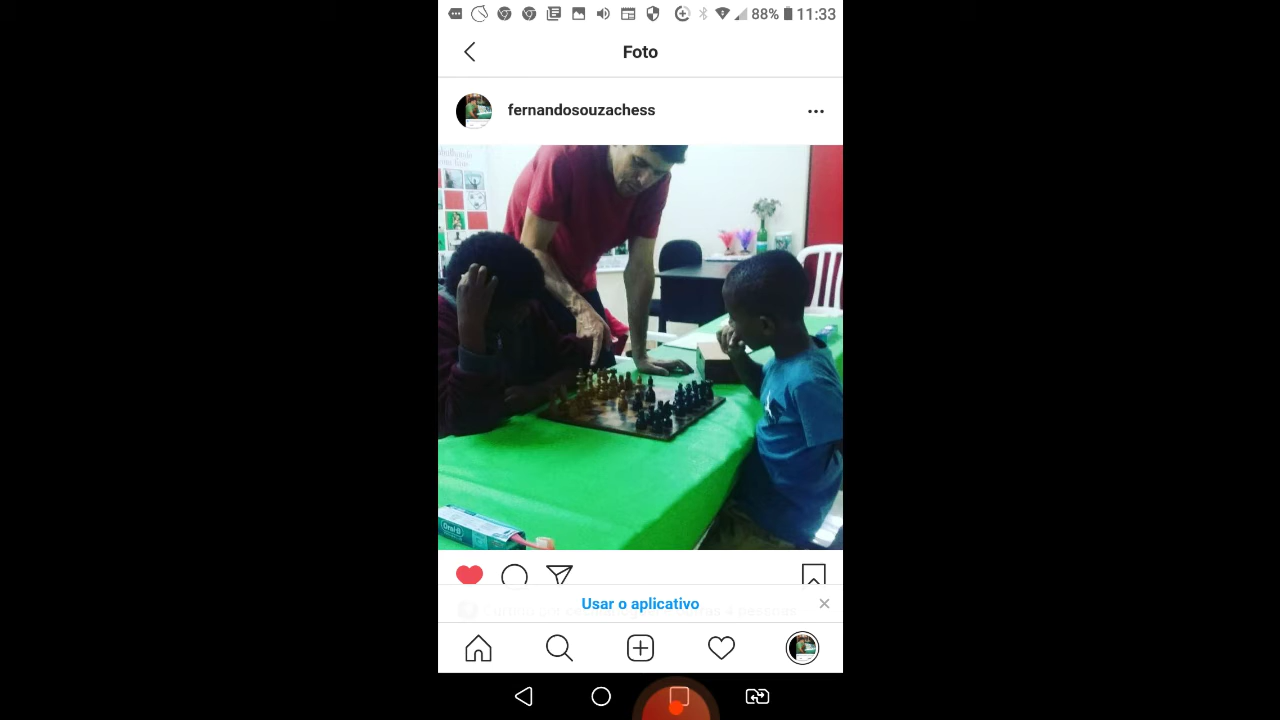 88% 11:33
Foto
fernandosouzachess
Oral-B
Usar o aplicativo